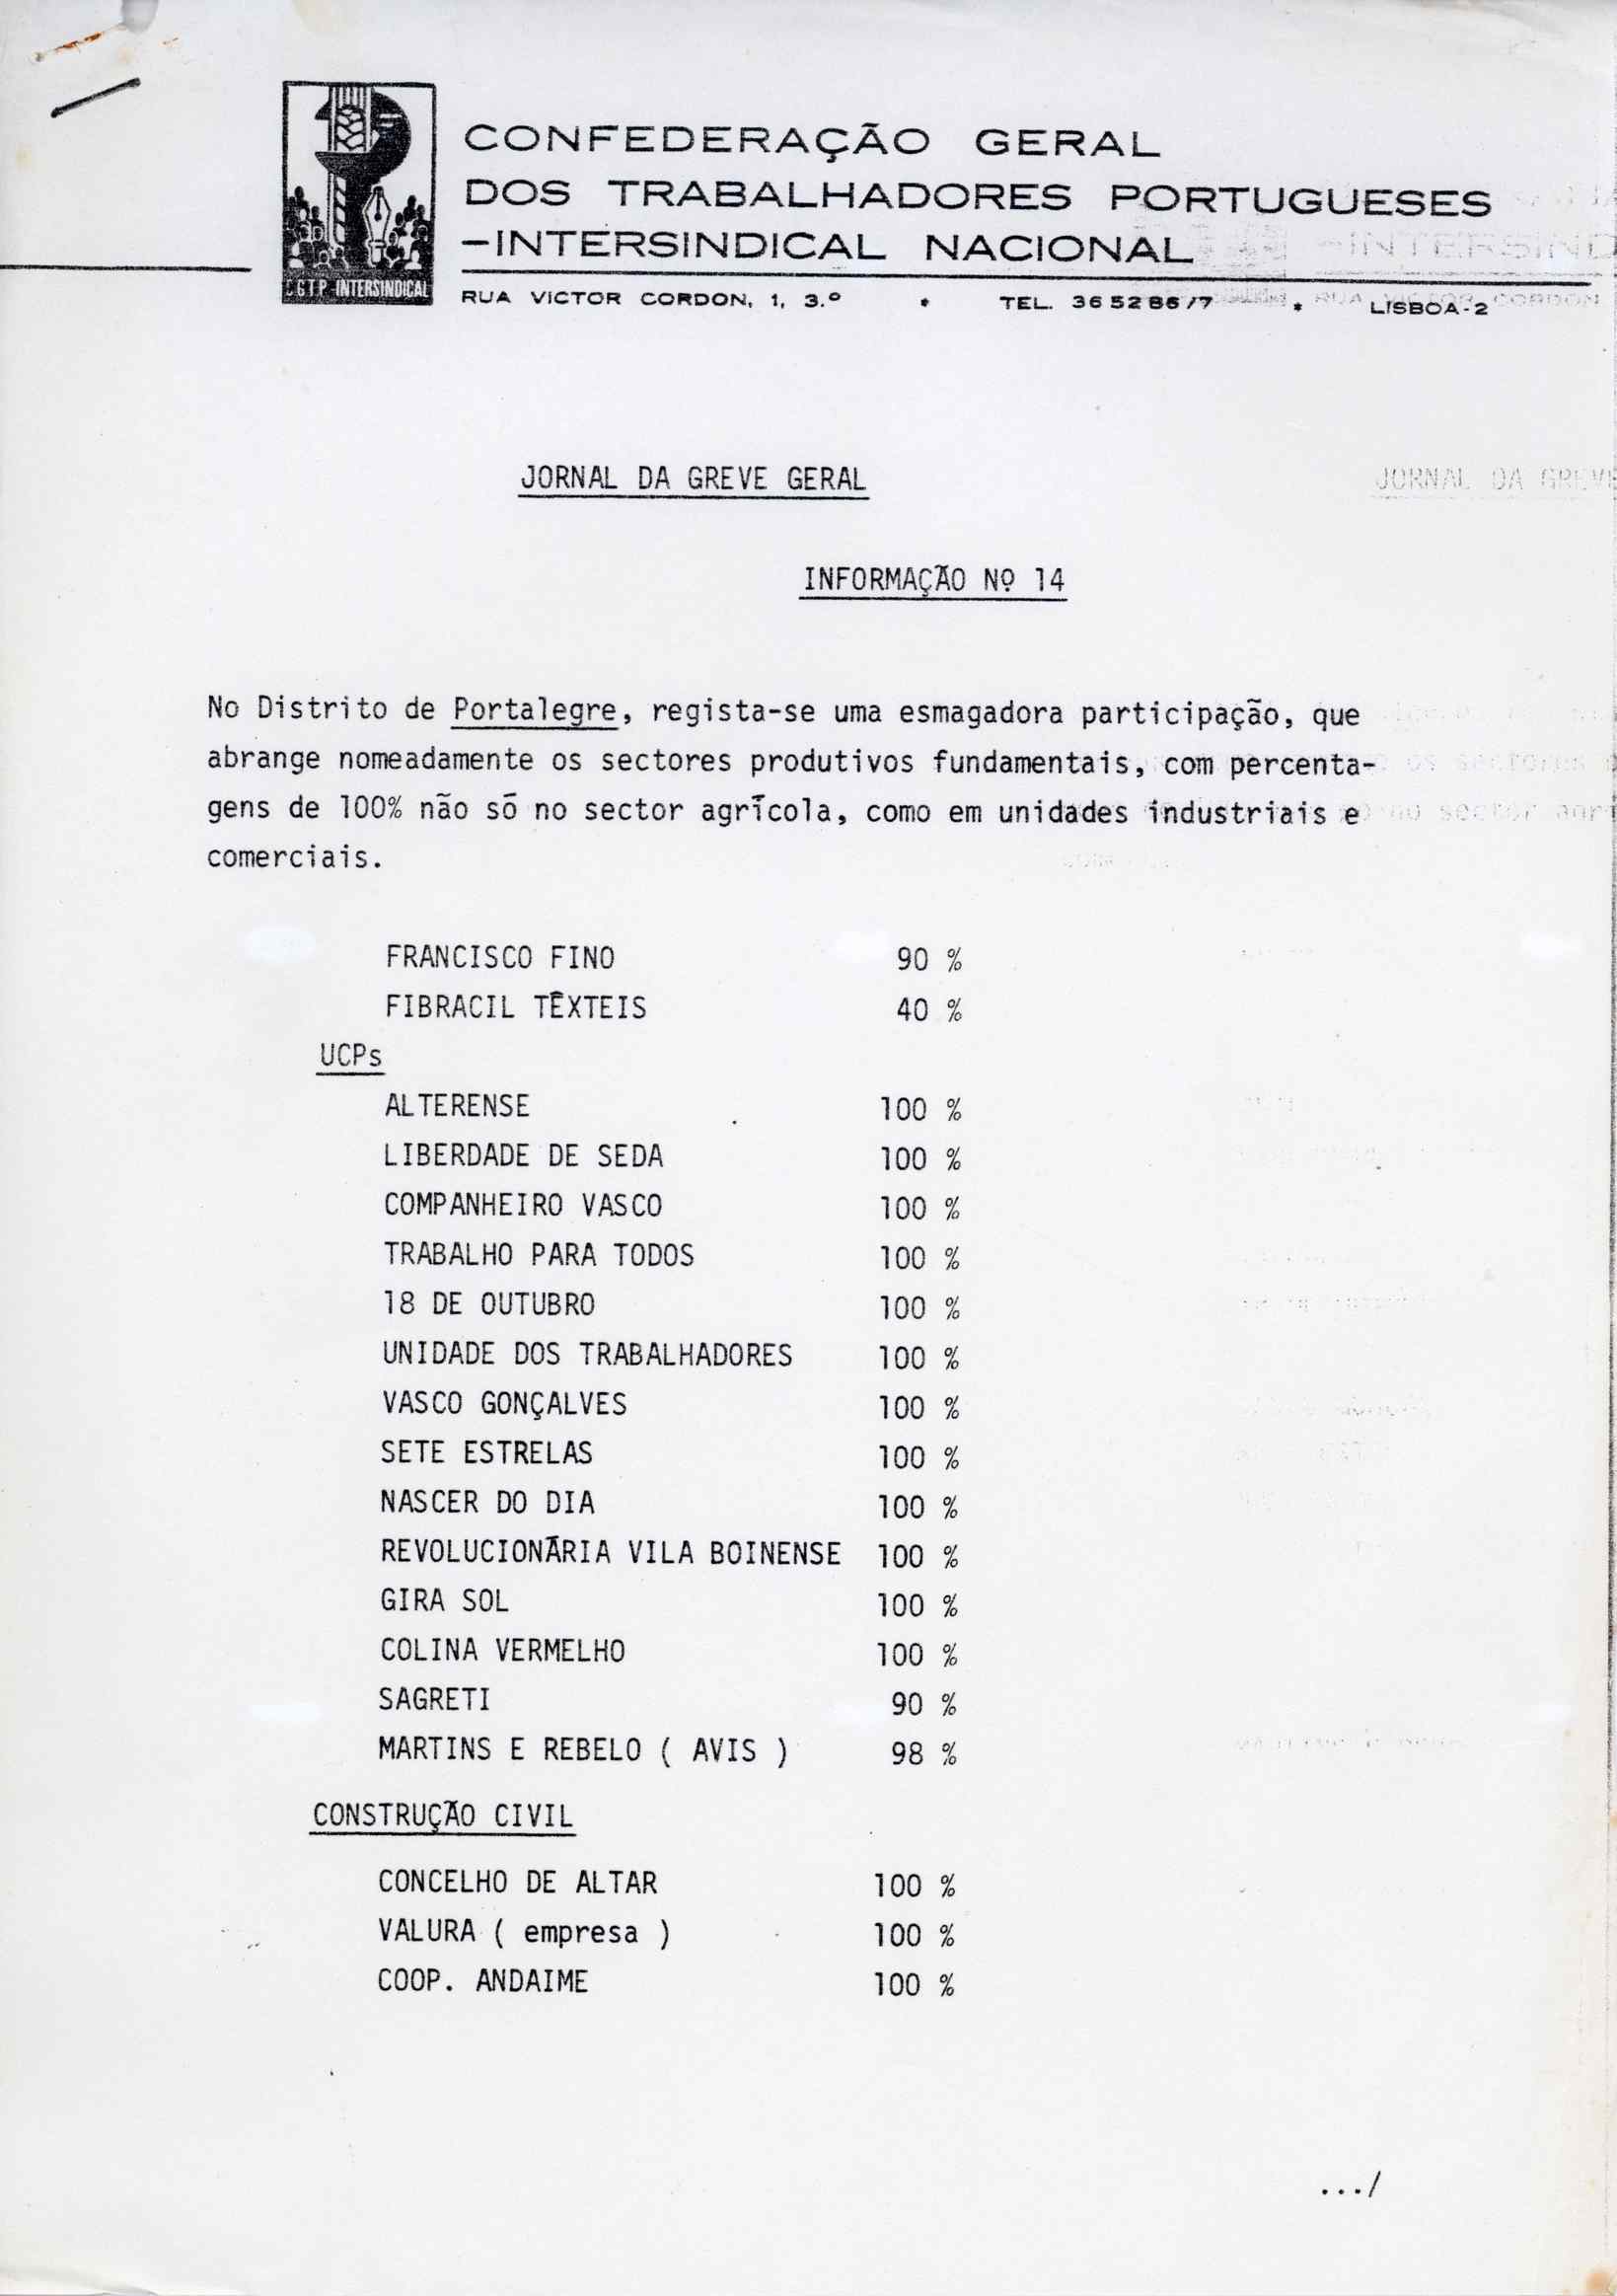 CONFEDERAÇÃO GERAL
DOS TRABALHADORES PORTUGUESES
-INTERSINDICAL NACIONAL
CGTP-INTERSINDICAL
RUA VICTOR CORDON, 1, 3.º * TEL. 36 52 86/7 * LISBOA-2
JORNAL DA GREVE GERAL
INFORMAÇÃO Nº 14
No Distrito de Portalegre, regista-se uma esmagadora participação, que
abrange nomeadamente os sectores produtivos fundamentais, com percenta-
gens de 100% não só no sector agrícola, como em unidades industriais e
comerciais.
FRANCISCO FINO 90 %
FIBRACIL TÊXTEIS 40 %
UCPs
ALTERENSE 100 %
LIBERDADE DE SEDA 100 %
COMPANHEIRO VASCO 100 %
TRABALHO PARA TODOS 100 %
18 DE OUTUBRO 100 %
UNIDADE DOS TRABALHADORES 100 %
VASCO GONÇALVES 100 %
SETE ESTRELAS 100 %
NASCER DO DIA 100 %
REVOLUCIONÁRIA VILA BOINENSE 100 %
GIRA SOL 100 %
COLINA VERMELHO 100 %
SAGRETI 90 %
MARTINS E REBELO ( AVIS ) 98 %
CONSTRUÇÃO CIVIL
CONCELHO DE ALTAR 100 %
VALURA ( empresa ) 100 %
COOP. ANDAIME 100 %
.../